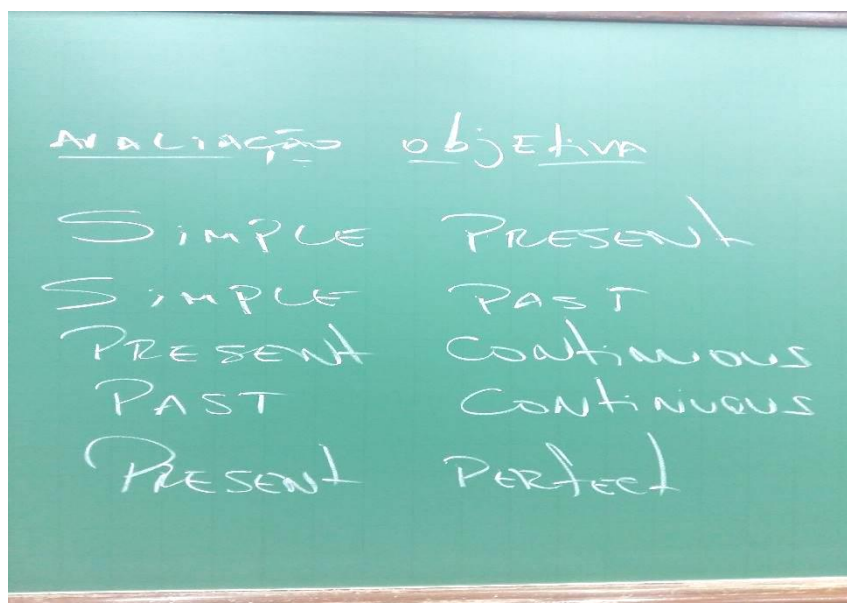 AVALIAÇÃO ObjEtivA
SiMPLE PRESENt
SiMPLE PAST
PRESENt CONtiNUOUS
PAST CONtiNUOUS
PRESENt PERfEct